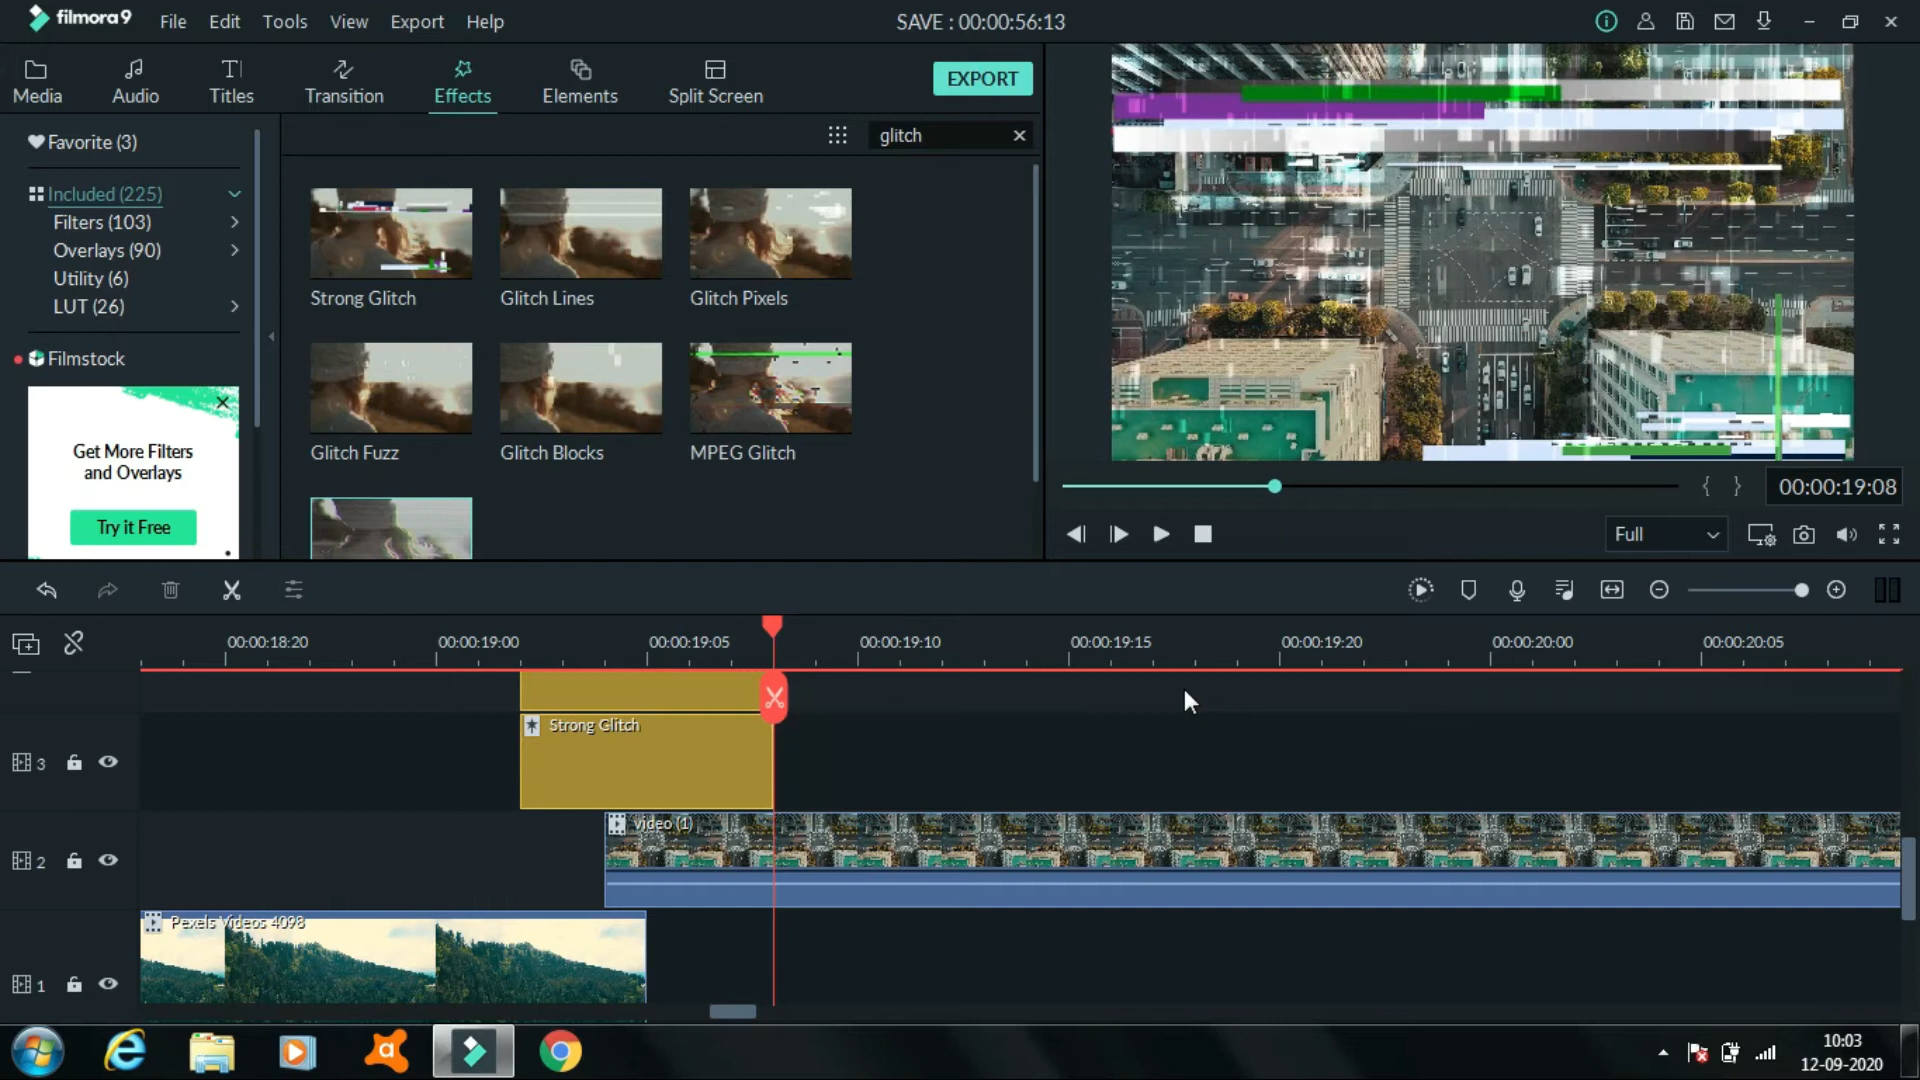 filmora9
File Edit Tools View Export Help
SAVE : 00:00:56:13
Media Audio Titles Transition Effects Elements Split Screen
EXPORT
Favorite (3)
glitch
Included (225)
Filters (103)
Overlays (90)
Utility (6)
LUT (26)
Filmstock
Get More Filters
and Overlays
Try it Free
Strong Glitch Glitch Lines Glitch Pixels
Glitch Fuzz Glitch Blocks MPEG Glitch
{ } 00:00:19:08
Full
00:00:18:20 00:00:19:00 00:00:19:05 00:00:19:10 00:00:19:15 00:00:19:20 00:00:20:00 00:00:20:05
Strong Glitch
3
video (1)
2
Pexels Videos 4098
1
10:03
12-09-2020